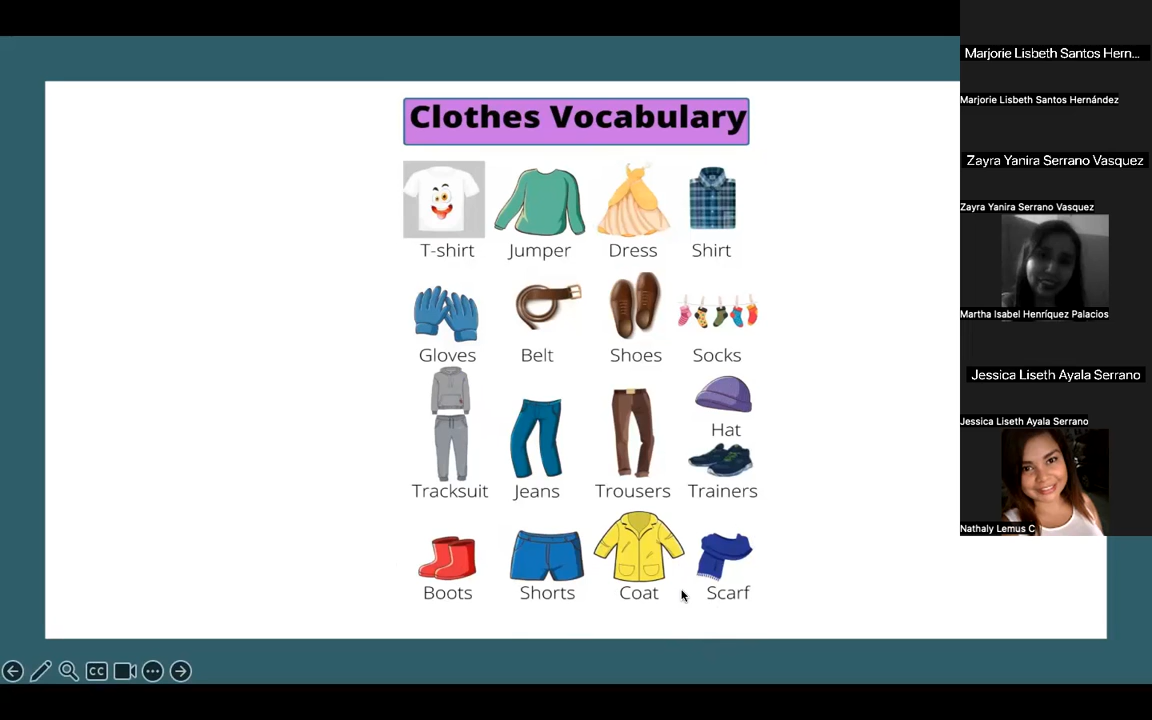 Clothes Vocabulary
T-shirt Jumper Dress Shirt
Gloves Belt Shoes Socks
Hat
Tracksuit Jeans Trousers Trainers
Boots Shorts Coat Scarf
CC
Marjorie Lisbeth Santos Hern...
Marjorie Lisbeth Santos Hernández
Zayra Yanira Serrano Vasquez
Zayra Yanira Serrano Vasquez
Martha Isabel Henríquez Palacios
Jessica Liseth Ayala Serrano
Jessica Liseth Ayala Serrano
Nathaly Lemus C